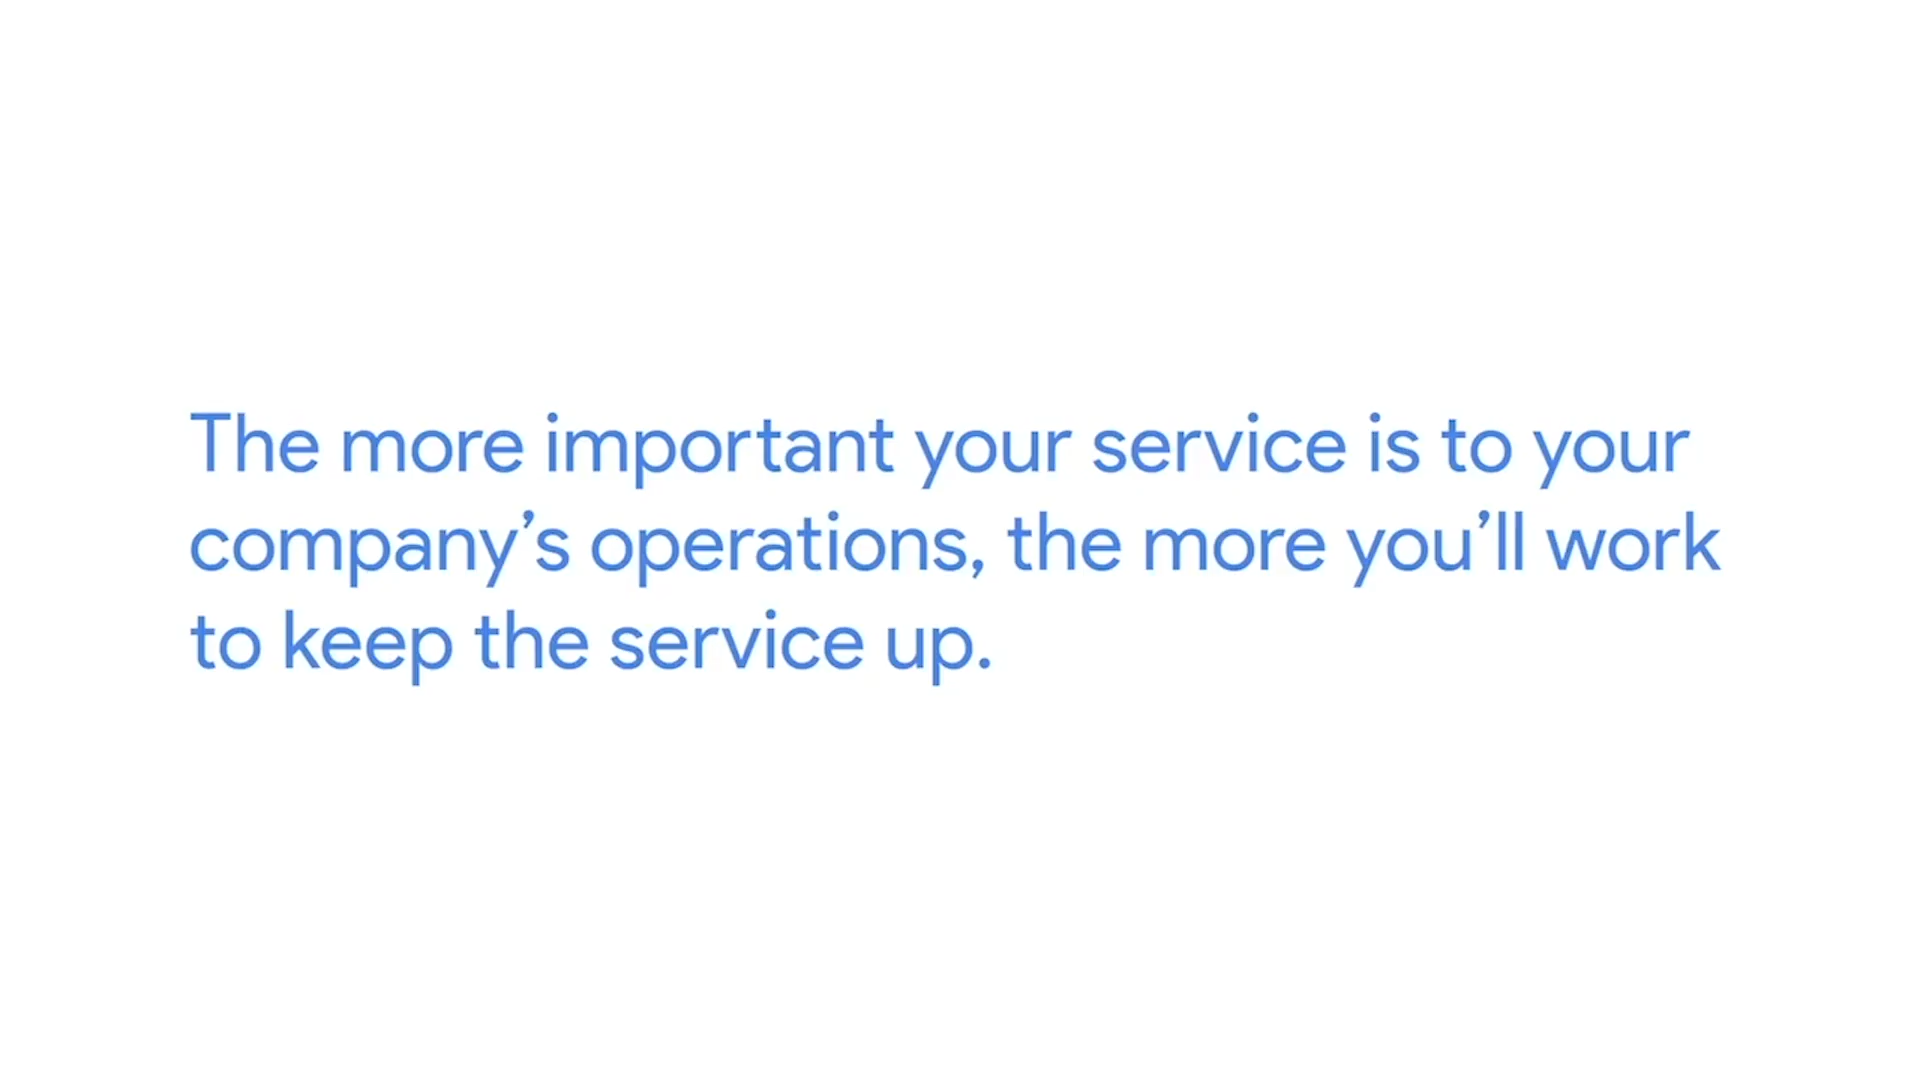 The more important your service is to your
company’s operations, the more you’ll work
to keep the service up.